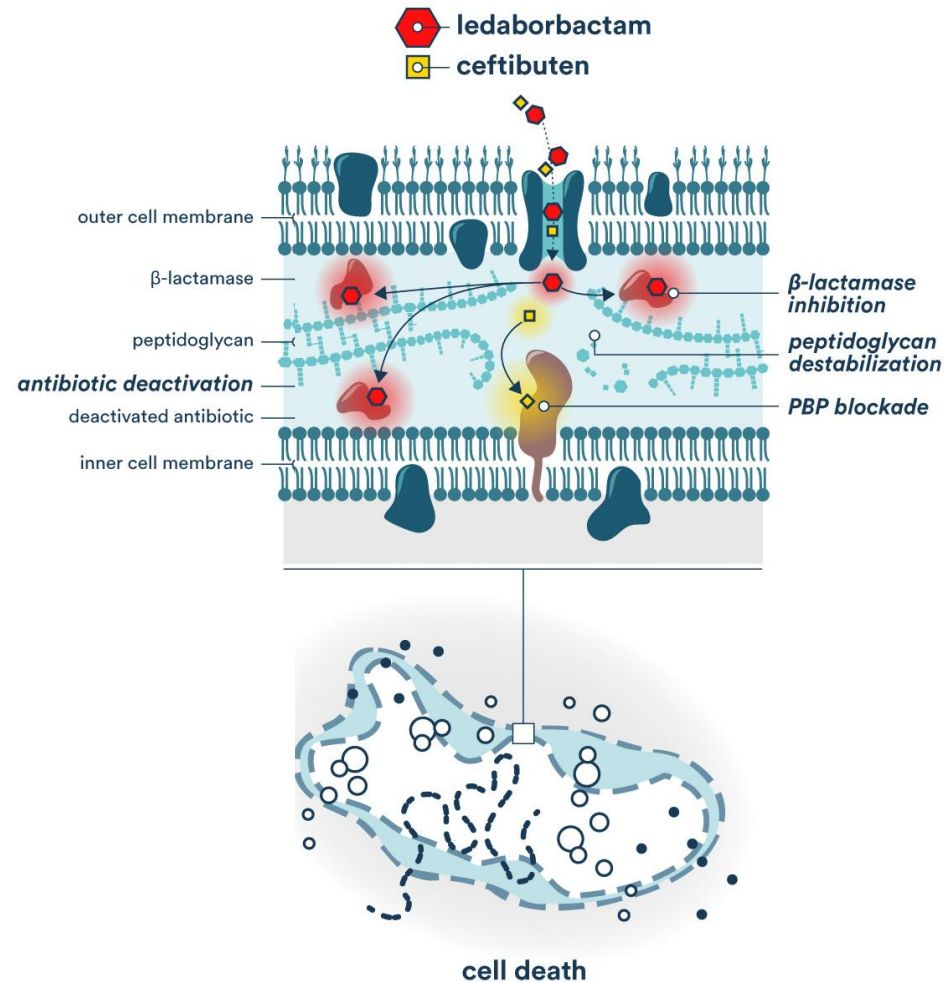 ledaborbactam
ceftibuten
outer cell membrane
β-lactamase
peptidoglycan
antibiotic deactivation
deactivated antibiotic
inner cell membrane
β-lactamase
inhibition
peptidoglycan
destabilization
PBP blockade
cell death